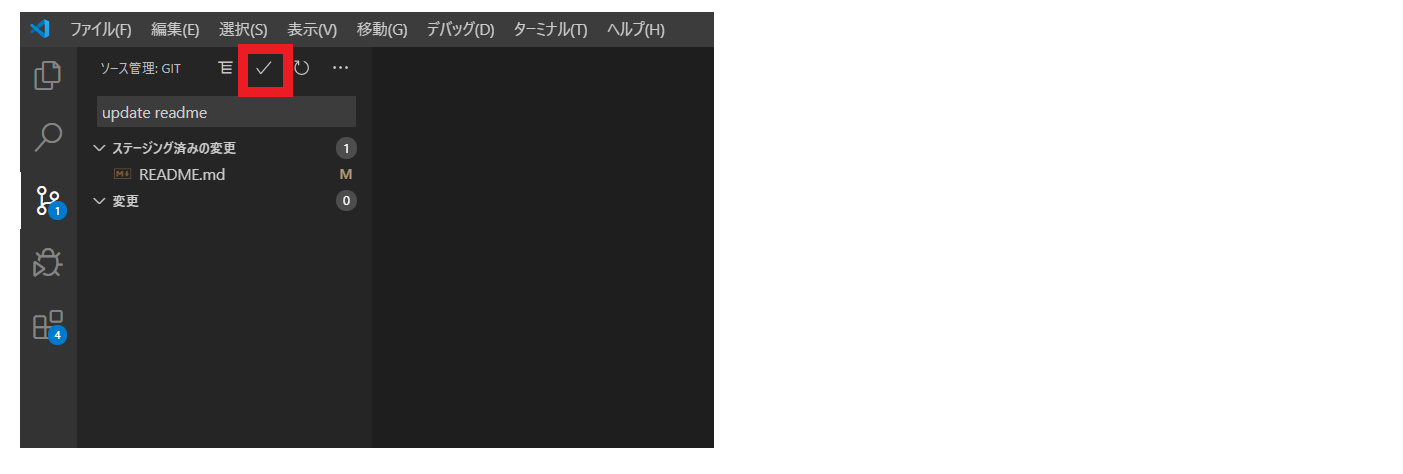 ファイル(F) 編集(E) 選択(S) 表示(V) 移動(G) デバッグ(D) ターミナル(T) ヘルプ(H)
ソース管理: GIT
update readme
ステージング済みの変更 1
M↓ README.md M
変更 0
1
4